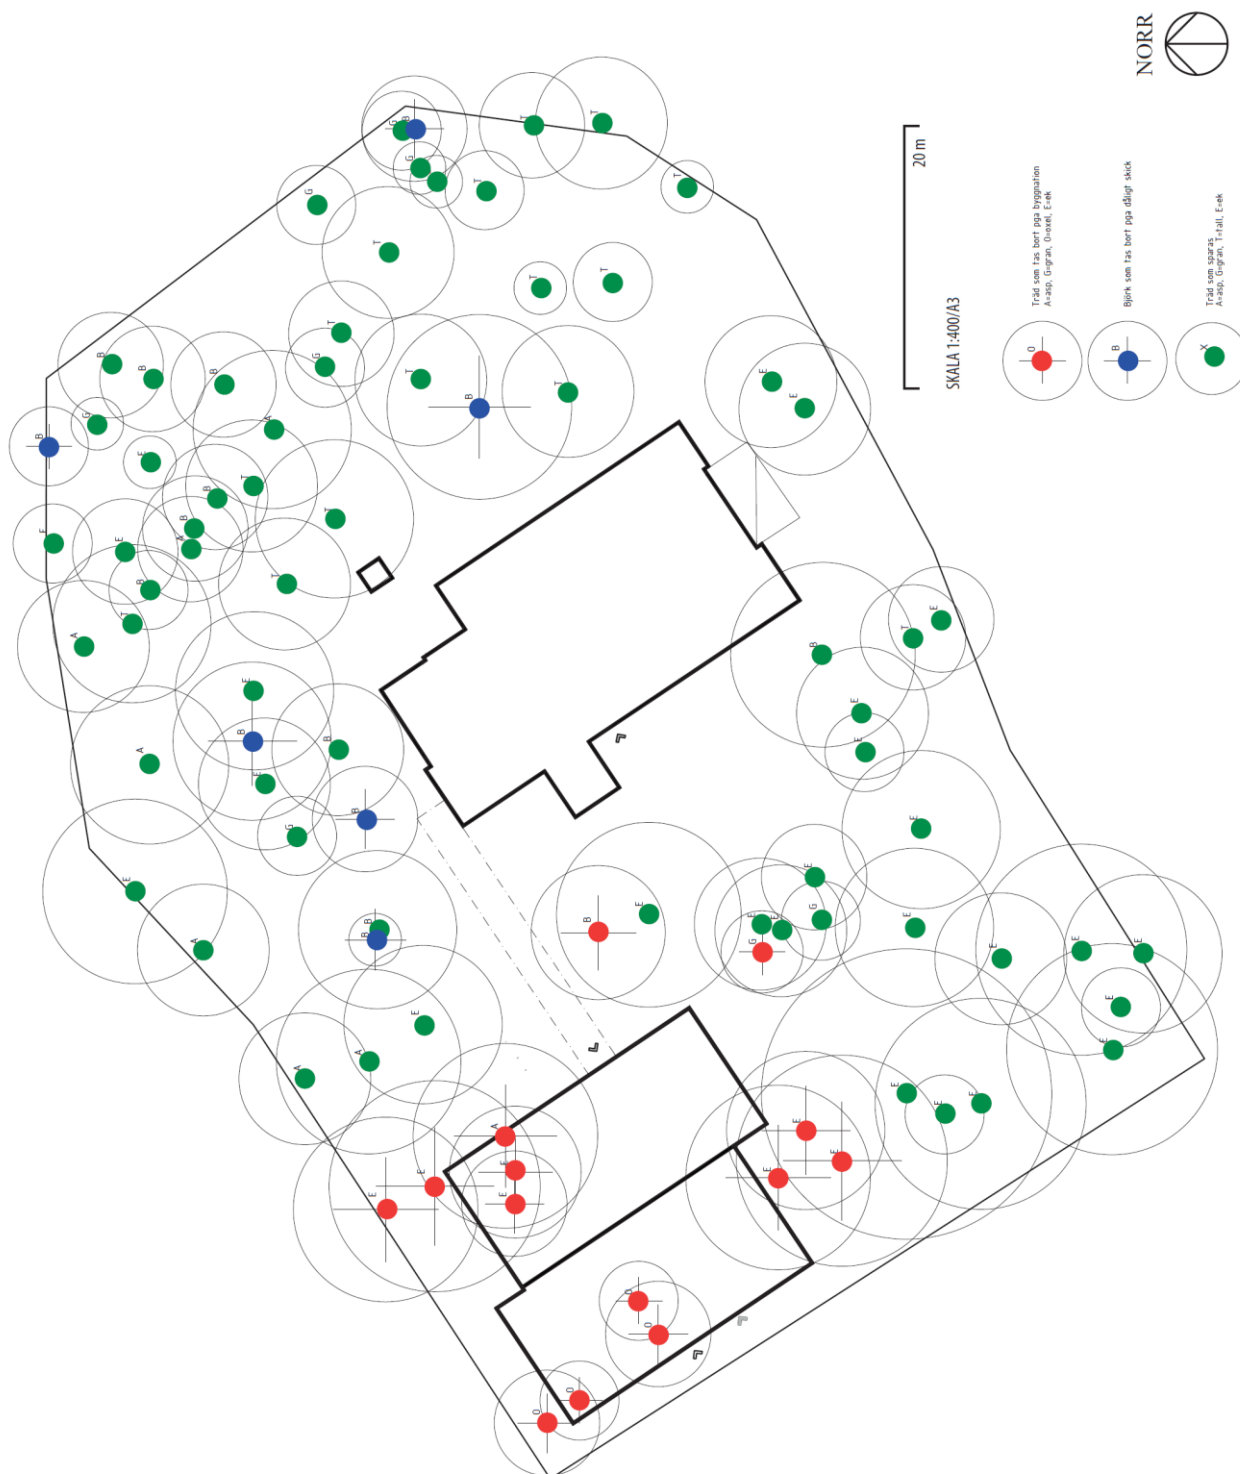 NORR
20 m
SKALA 1:400/A3
O
Träd som tas bort pga byggnation
A=asp, G=gran, O=oxel, E=ek
B
Björk som tas bort pga dåligt skick
X
Träd som sparas
A=asp, G=gran, T=tall, E=ek
G
B
T
T
G
G
T
T
T
T
T
B
B
B
T
G
T
B
T
E
E
G
B
A
E
T
B
T
B
E
E
A
B
T
T
A
E
B
B
T
E
A
B
E
E
E
B
G
E
E
E
A
B
B
B
E
E
E
G
E
G
E
E
E
E
E
E
E
A
A
E
E
E
E
A
E
E
E
E
E
E
E
O
O
O
O